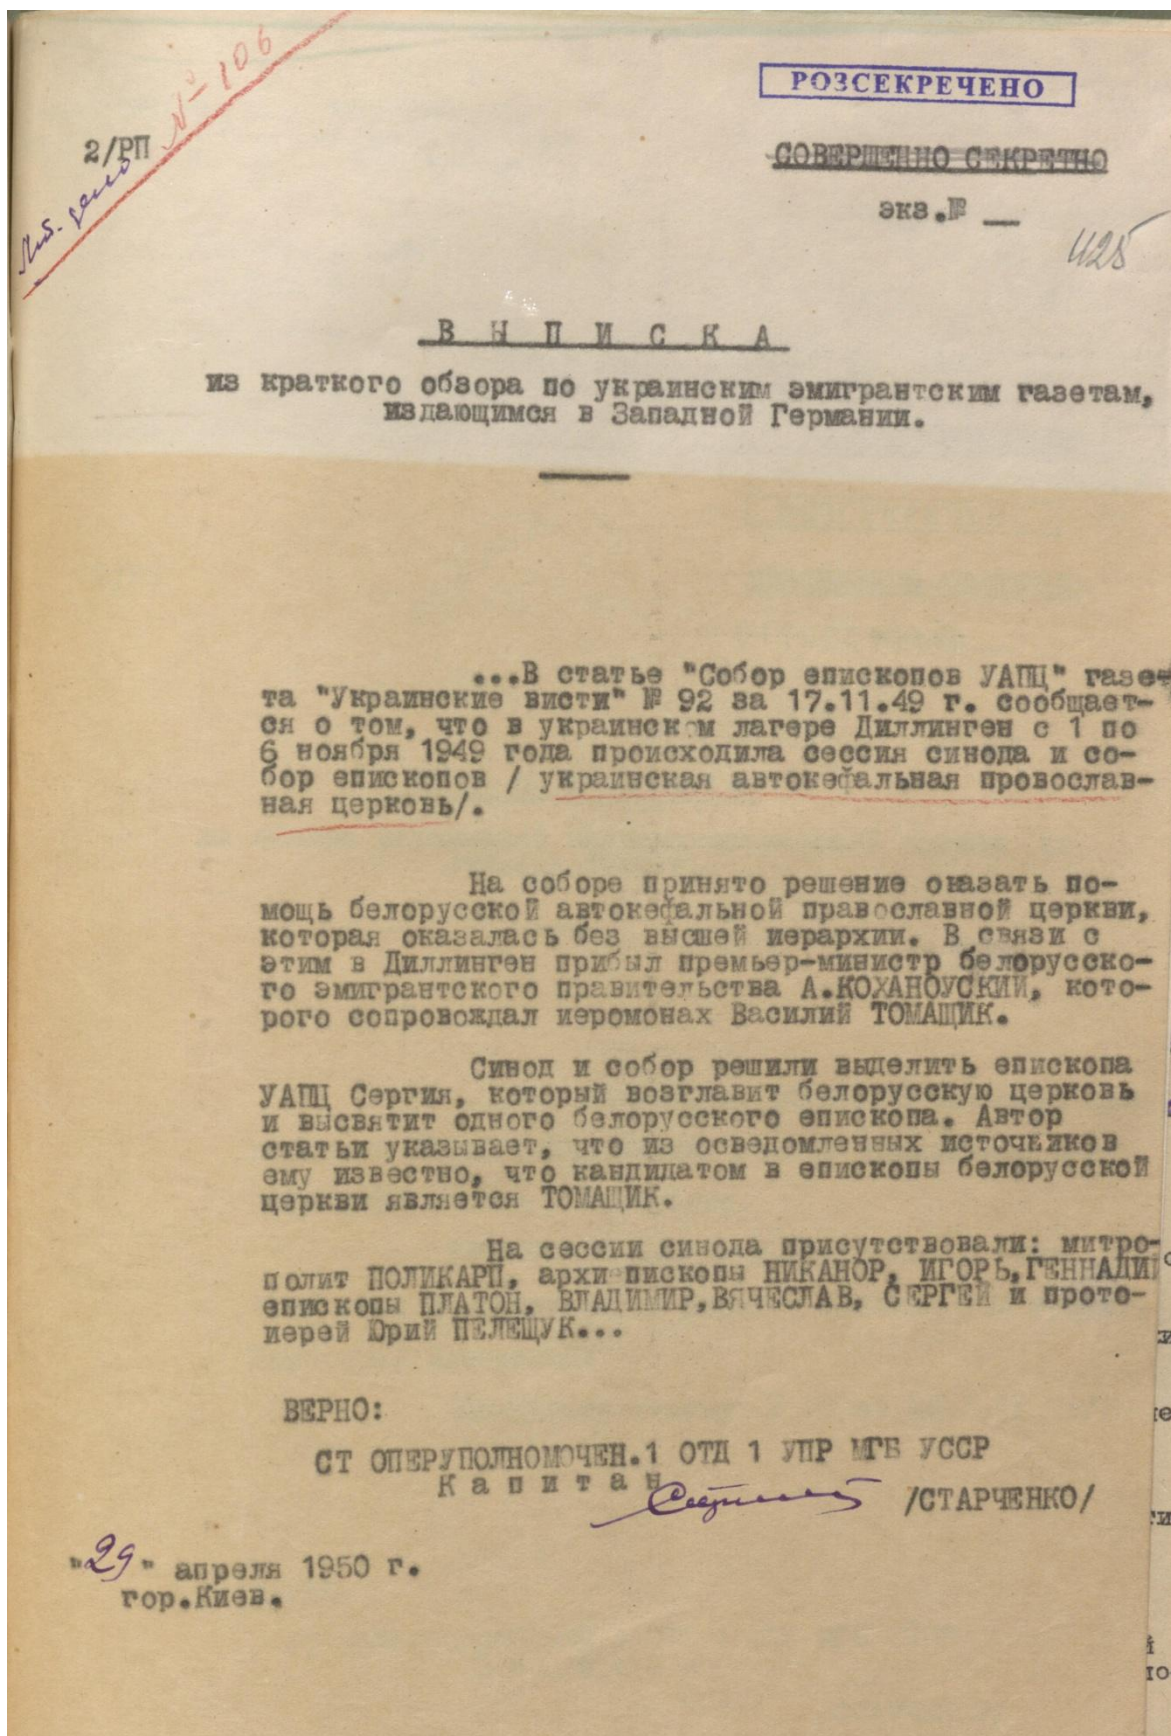 № 106
РОЗСЕКРЕЧЕНО
2/РП
СОВЕРШЕННО СЕКРЕТНО
Лит. дело
экз.№ __
425
В Ы П И С К А
из краткого обзора по украинским эмигрантским газетам,
издающимся в Западной Германии.
...В статье "Собор епископов УАПЦ" газе-
та "Украинские висти" № 92 за 17.11.49 г. сообщает-
ся о том, что в украинском лагере Диллинген с 1 по
6 ноября 1949 года происходила сессия синода и со-
бор епископов / украинская автокефальная провослав-
ная церковь/.
На соборе принято решение оказать по-
мощь белорусской автокефальной православной церкви,
которая оказалась без высшей иерархии. В связи с
этим в Диллинген прибыл премьер-министр белорусско-
го эмигрантского правительства А.КОХАНОУСКИЙ, кото-
рого сопровождал иеромонах Василий ТОМАЩИК.
Синод и собор решили выделить епископа
УАПЦ Сергия, который возглавит белорусскую церковь
и высвятит одного белорусского епископа. Автор
статьи указывает, что из осведомленных источников
ему известно, что кандидатом в епископы белорусской
церкви является ТОМАЩИК.
На сессии синода присутствовали: митро-
полит ПОЛИКАРП, архиепископы НИКАНОР, ИГОРЬ,ГЕННАДИЙ
епископы ПЛАТОН, ВЛАДИМИР,ВЯЧЕСЛАВ, СЕРГЕЙ и прото-
иерей Юрий ПЕЛЕЩУК...
ВЕРНО:
СТ ОПЕРУПОЛНОМОЧЕН.1 ОТД 1 УПР МГБ УССР
К а п и т а н
/СТАРЧЕНКО/
"29" апреля 1950 г.
гор.Киев.